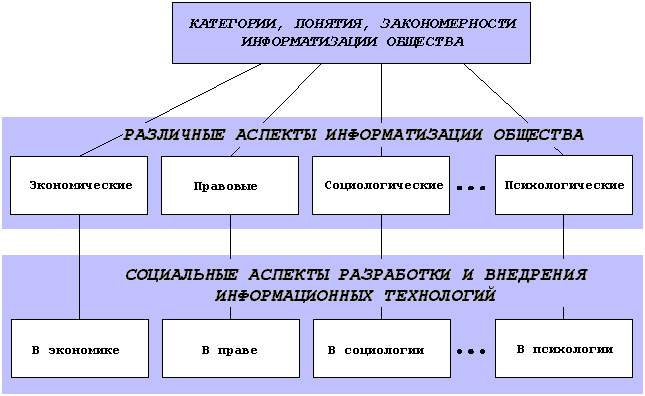 КАТЕГОРИИ, ПОНЯТИЯ, ЗАКОНОМЕРНОСТИ
ИНФОРМАТИЗАЦИИ ОБЩЕСТВА
РАЗЛИЧНЫЕ АСПЕКТЫ ИНФОРМАТИЗАЦИИ ОБЩЕСТВА
Экономические
Правовые
Социологические
...
Психологические
СОЦИАЛЬНЫЕ АСПЕКТЫ РАЗРАБОТКИ И ВНЕДРЕНИЯ
ИНФОРМАЦИОННЫХ ТЕХНОЛОГИЙ
В экономике
В праве
В социологии
...
В психологии